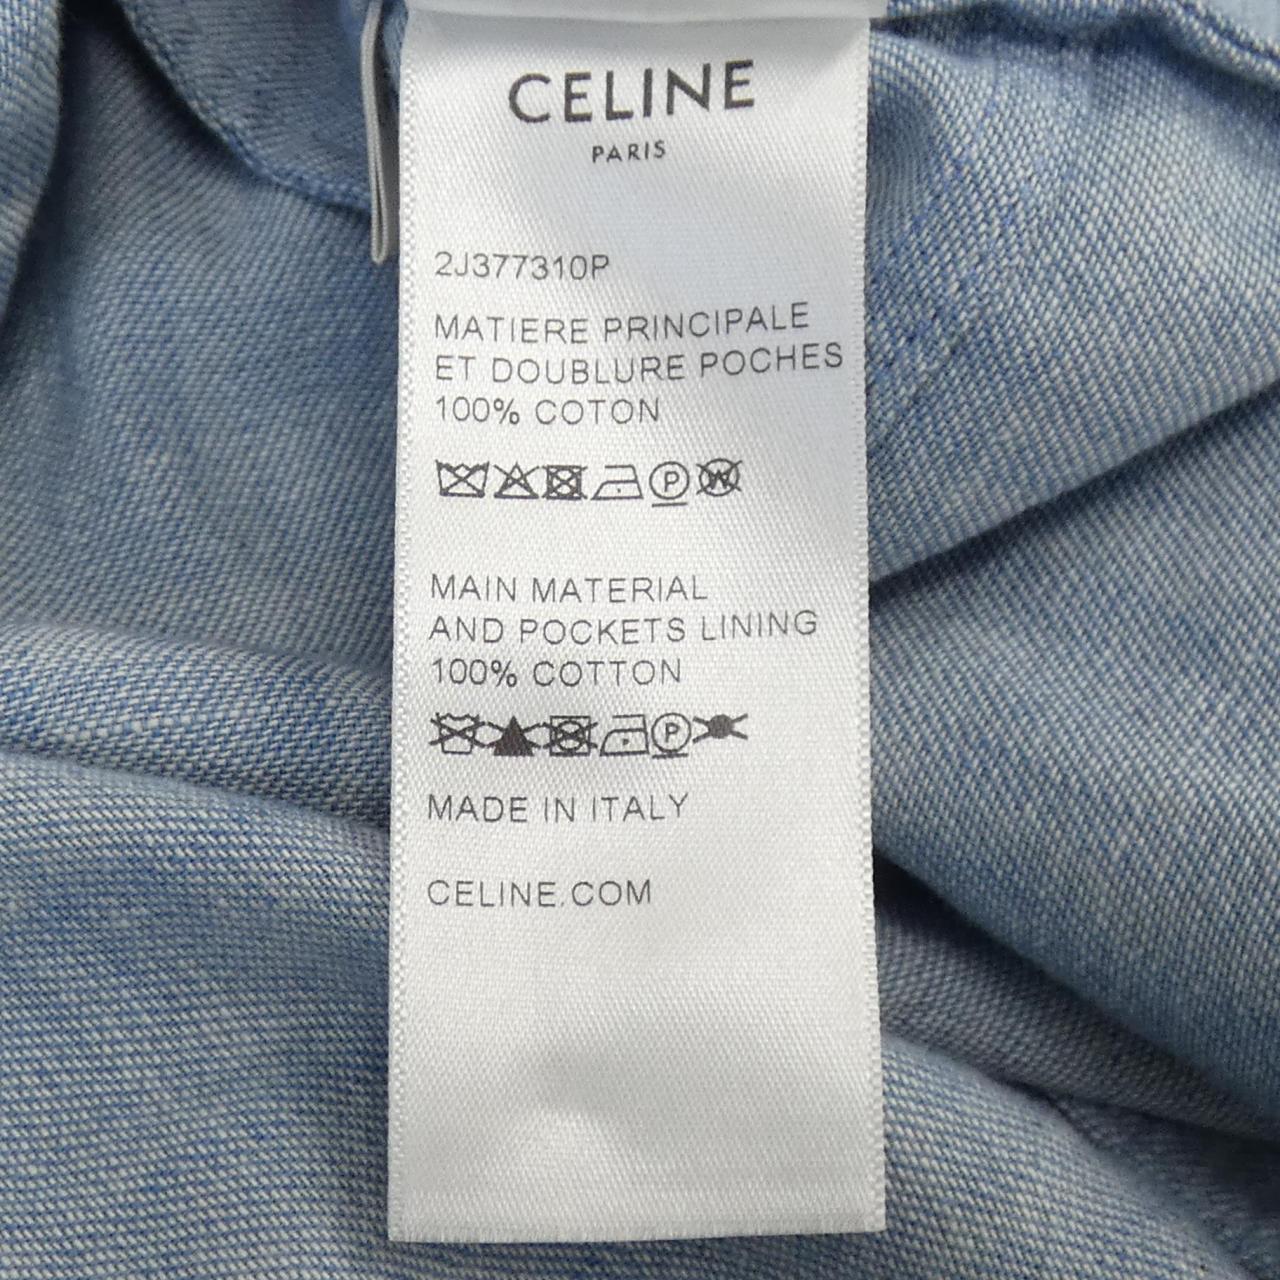 CELINE
PARIS
2J377310P
MATIERE PRINCIPALE
ET DOUBLURE POCHES
100% COTON
P W
MAIN MATERIAL
AND POCKETS LINING
100% COTTON
P
MADE IN ITALY
CELINE.COM